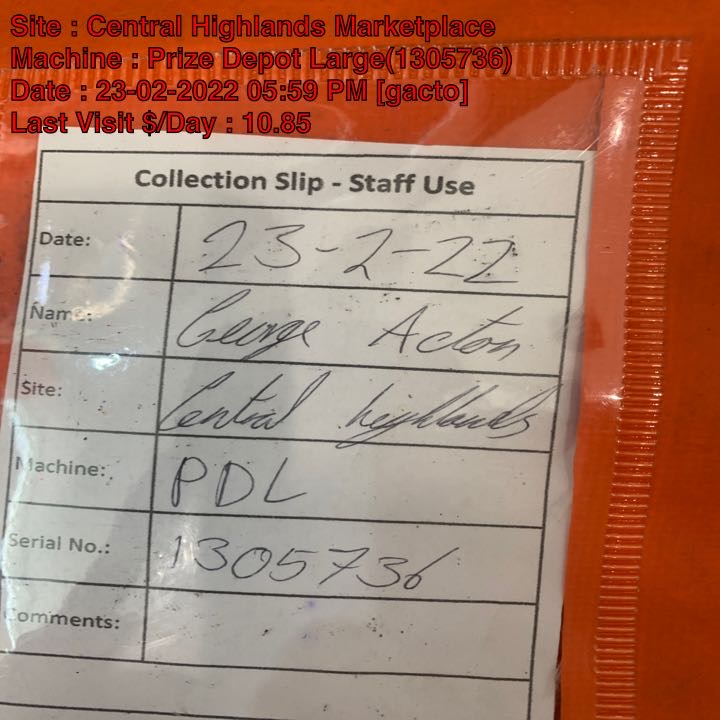 Site : Central Highlands Marketplace
Machine : Prize Depot Large(1305736)
Date : 23-02-2022 05:59 PM [gacto]
Last Visit $/Day : 10.85
Collection Slip - Staff Use
Date: 23-2-22
Name: George Acton
Site: Central highlands
Machine: PDL
Serial No.: 1305736
Comments: